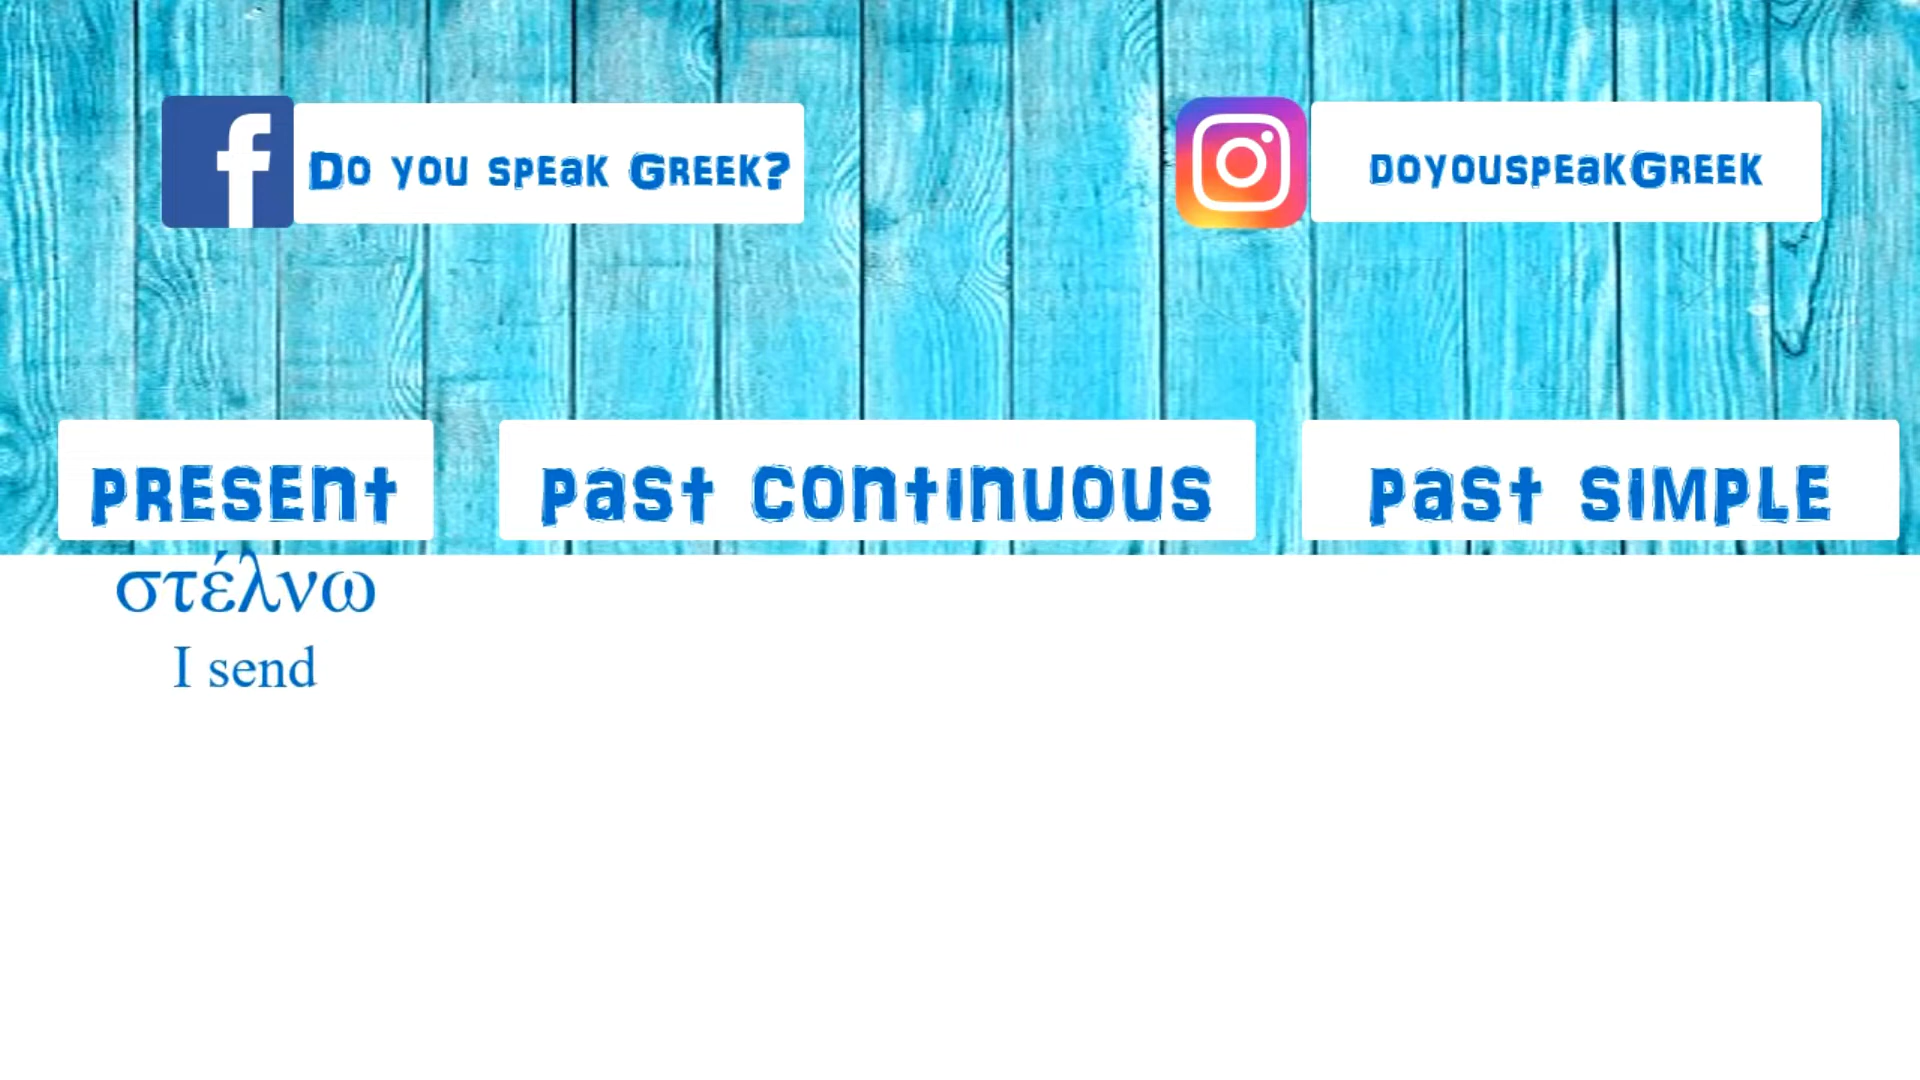 Do you speak Greek?
doyouspeakGreek
present
past continuous
past simple
στέλνω
I send